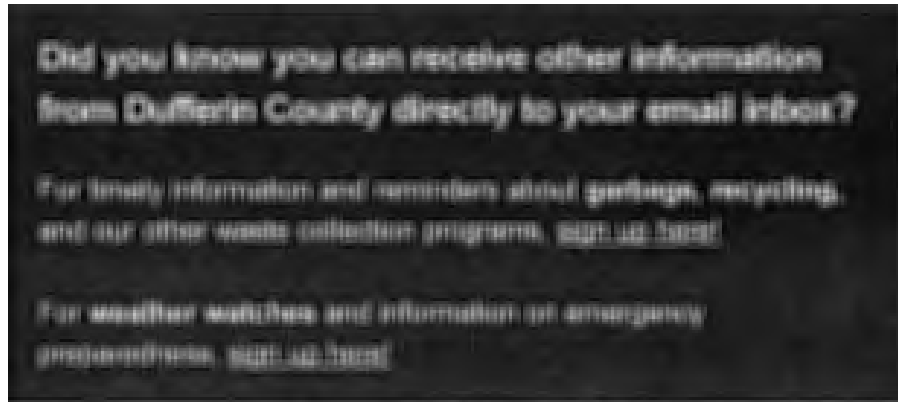 Did you know you can receive other information
from Dufferin County directly to your email inbox?
For timely information and reminders about garbage, recycling,
and our other waste collection programs, sign up here!
For weather watches and information on emergency
preparedness, sign up here!